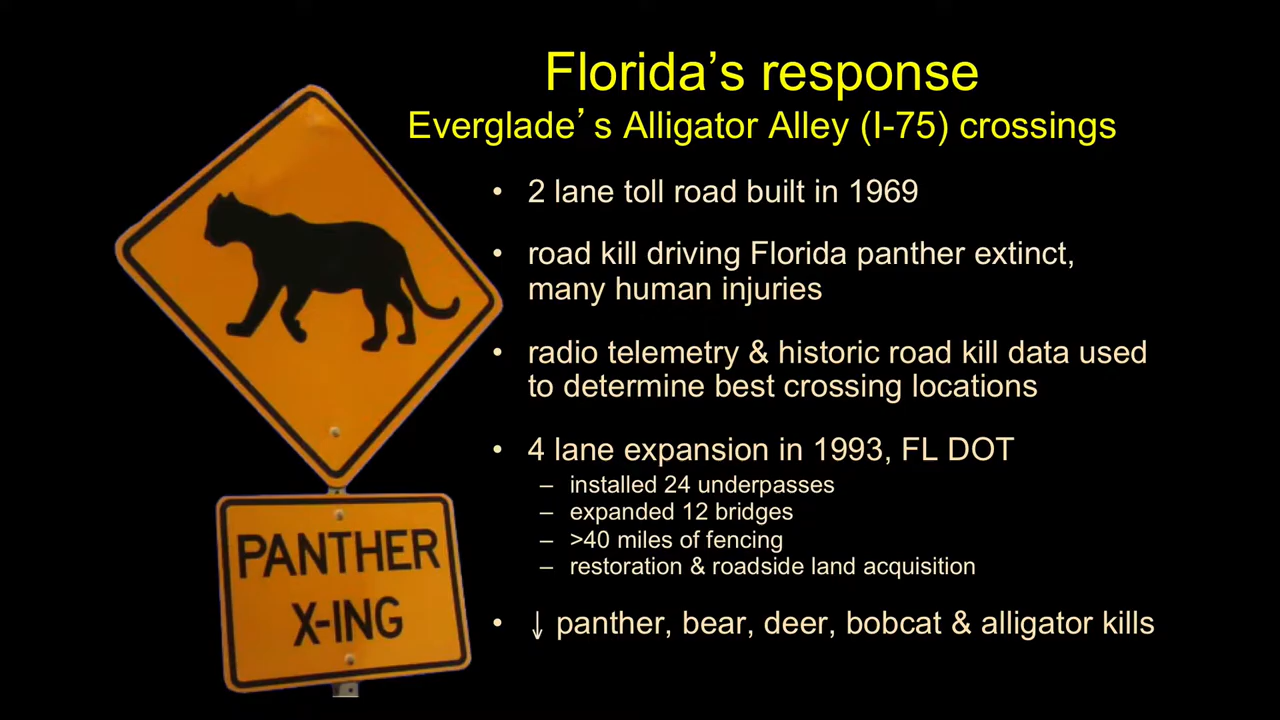 Florida’s response
Everglade’s Alligator Alley (I-75) crossings
• 2 lane toll road built in 1969
• road kill driving Florida panther extinct,
many human injuries
• radio telemetry & historic road kill data used
to determine best crossing locations
• 4 lane expansion in 1993, FL DOT
– installed 24 underpasses
– expanded 12 bridges
– >40 miles of fencing
– restoration & roadside land acquisition
• ↓ panther, bear, deer, bobcat & alligator kills
PANTHER
X-ING